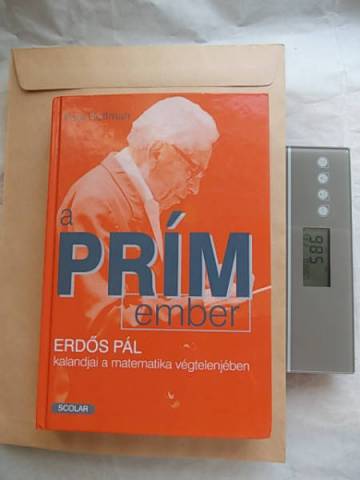 Paul Hoffman
a
PRÍM
ember
ERDŐS PÁL
kalandjai a matematika végtelenjében
SCOLAR
586